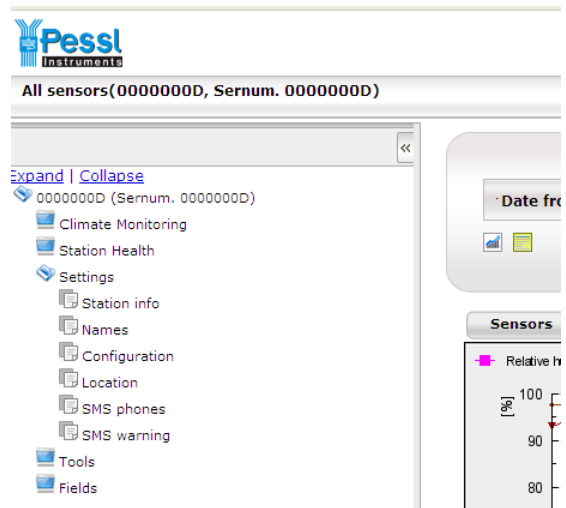 Pessl
Instruments
All sensors(0000000D, Sernum. 0000000D)
«
Expand | Collapse
0000000D (Sernum. 0000000D)
Climate Monitoring
Station Health
Settings
Station info
Names
Configuration
Location
SMS phones
SMS warning
Tools
Fields
Date fro
Sensors
Relative h
[%]
100
90
80